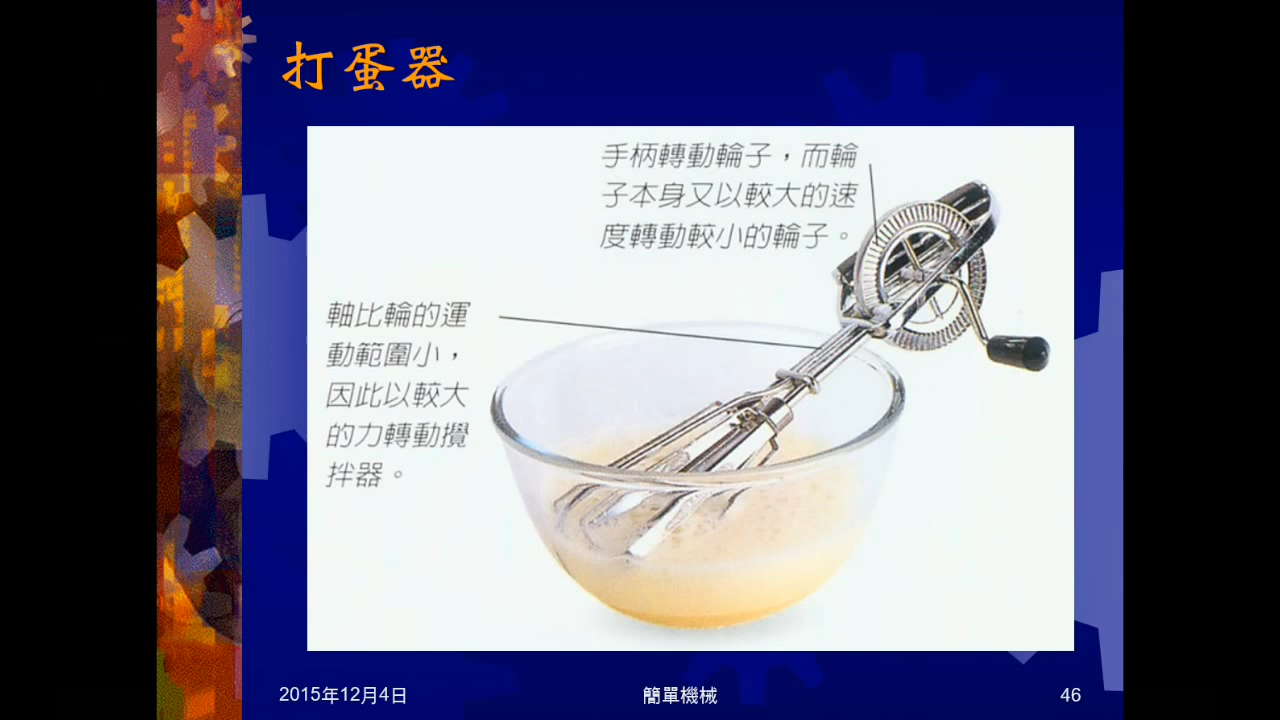 打蛋器
手柄轉動輪子，而輪
子本身又以較大的速
度轉動較小的輪子。
軸比輪的運
動範圍小，
因此以較大
的力轉動攪
拌器。
2015年12月4日
簡單機械
46